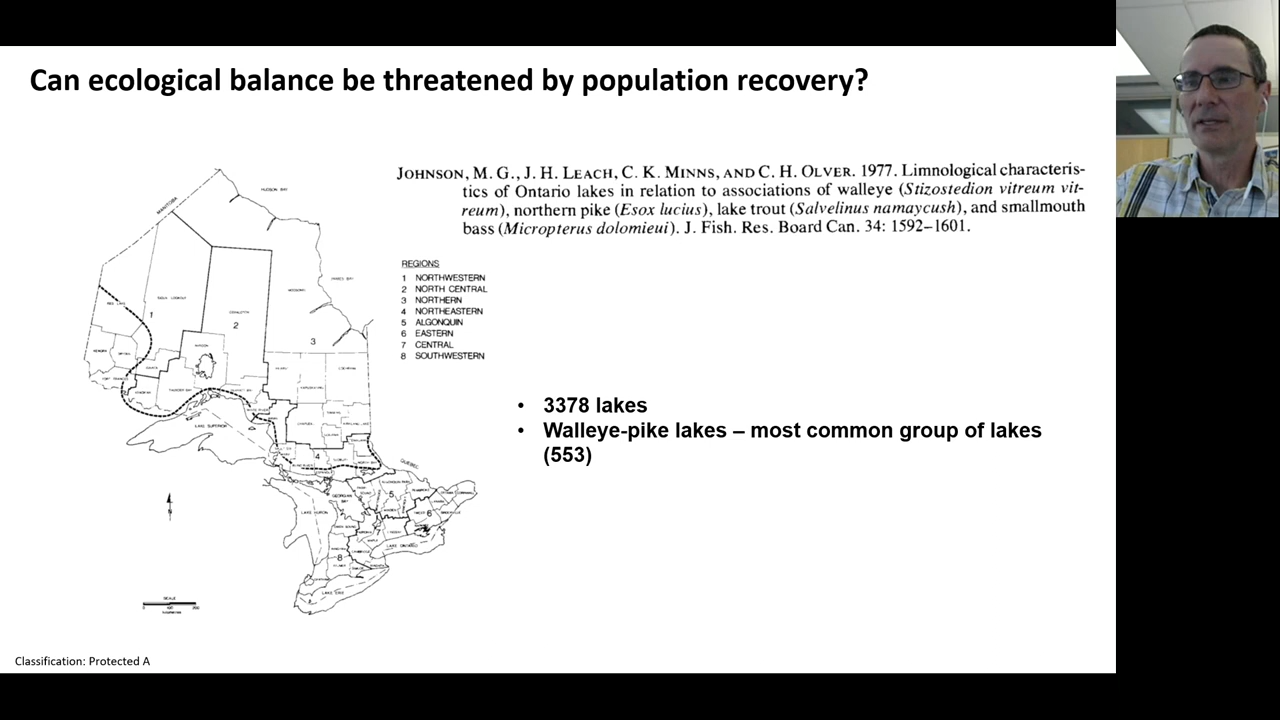 Can ecological balance be threatened by population recovery?
JOHNSON, M. G., J. H. LEACH, C. K. MINNS, AND C. H. OLVER. 1977. Limnological characteris-
tics of Ontario lakes in relation to associations of walleye (Stizostedion vitreum vit-
reum), northern pike (Esox lucius), lake trout (Salvelinus namaycush), and smallmouth
bass (Micropterus dolomieui). J. Fish. Res. Board Can. 34: 1592–1601.
REGIONS
1 NORTHWESTERN
2 NORTH CENTRAL
3 NORTHERN
4 NORTHEASTERN
5 ALGONQUIN
6 EASTERN
7 CENTRAL
8 SOUTHWESTERN
• 3378 lakes
• Walleye-pike lakes – most common group of lakes
(553)
HUDSON BAY
MANITOBA
JAMES BAY
RED LAKE
SIOUX LOOKOUT
1
2
3
LAKE SUPERIOR
4
QUEBEC
GEORGIAN
BAY
5
LAKE HURON
6
7
LAKE ONTARIO
8
LAKE ERIE
N
SCALE
Classification: Protected A